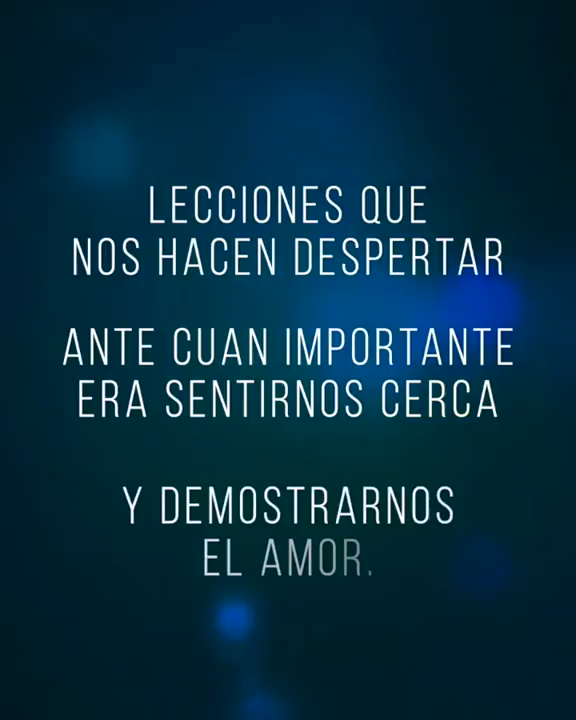 LECCIONES QUE
NOS HACEN DESPERTAR
ANTE CUAN IMPORTANTE
ERA SENTIRNOS CERCA
Y DEMOSTRARNOS
EL AMOR.